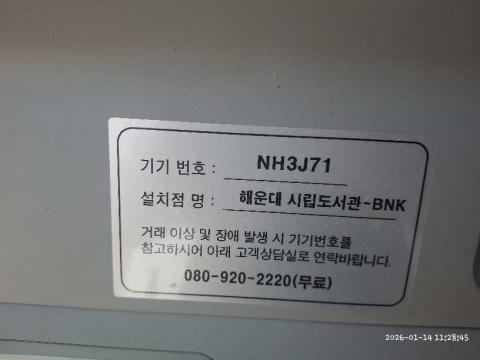 기기 번호 : NH3J71
설치점 명 : 해운대 시립도서관-BNK
거래 이상 및 장애 발생 시 기기번호를
참고하시어 아래 고객상담실로 연락바랍니다.
080-920-2220(무료)
2026-01-14 11:28:45